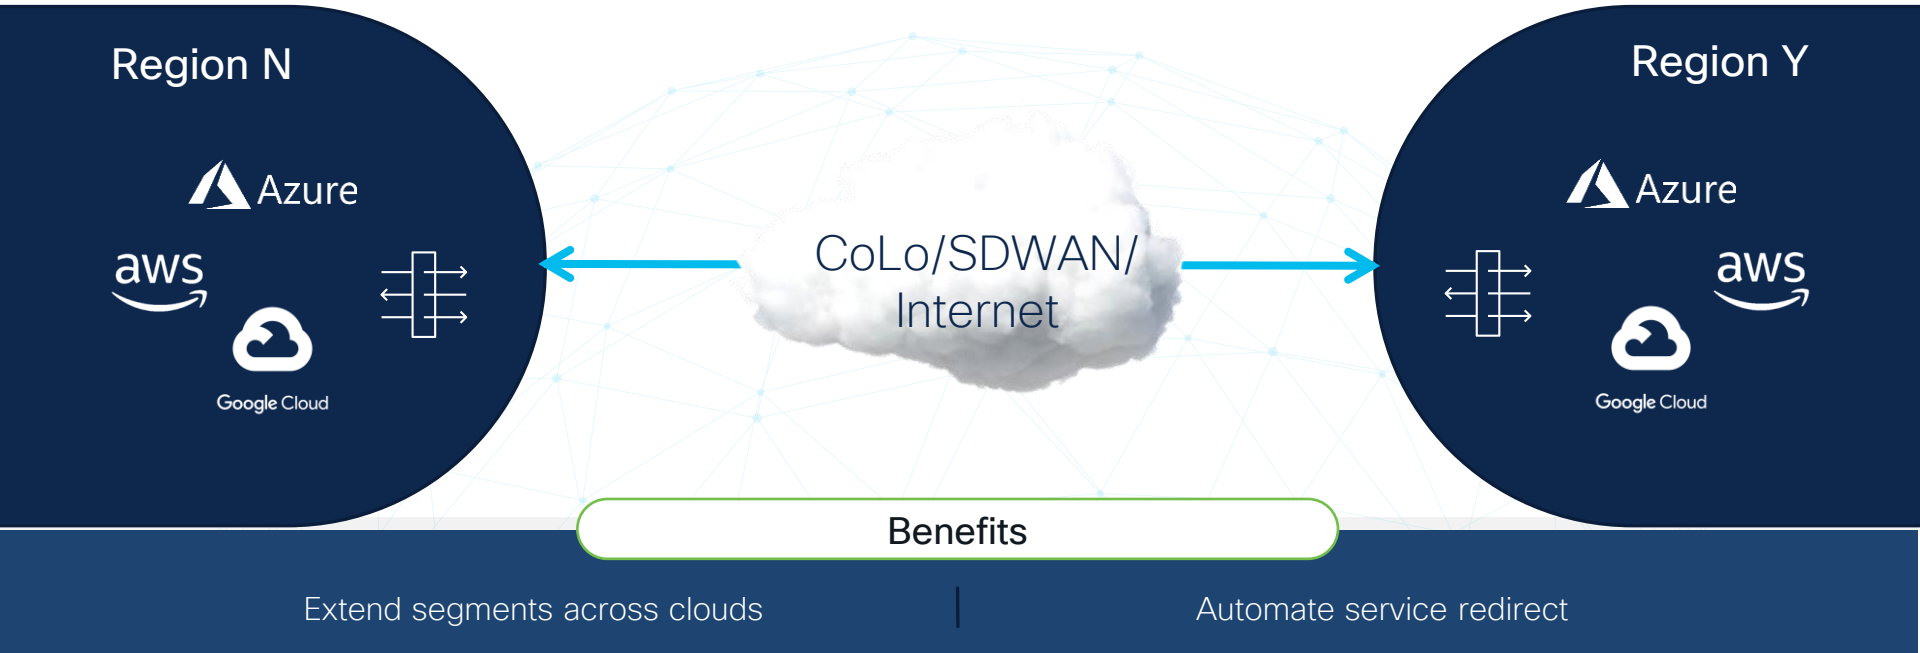 Region N
Azure
aws
Google Cloud
CoLo/SDWAN/
Internet
Region Y
Azure
aws
Google Cloud
Benefits
Extend segments across clouds
Automate service redirect